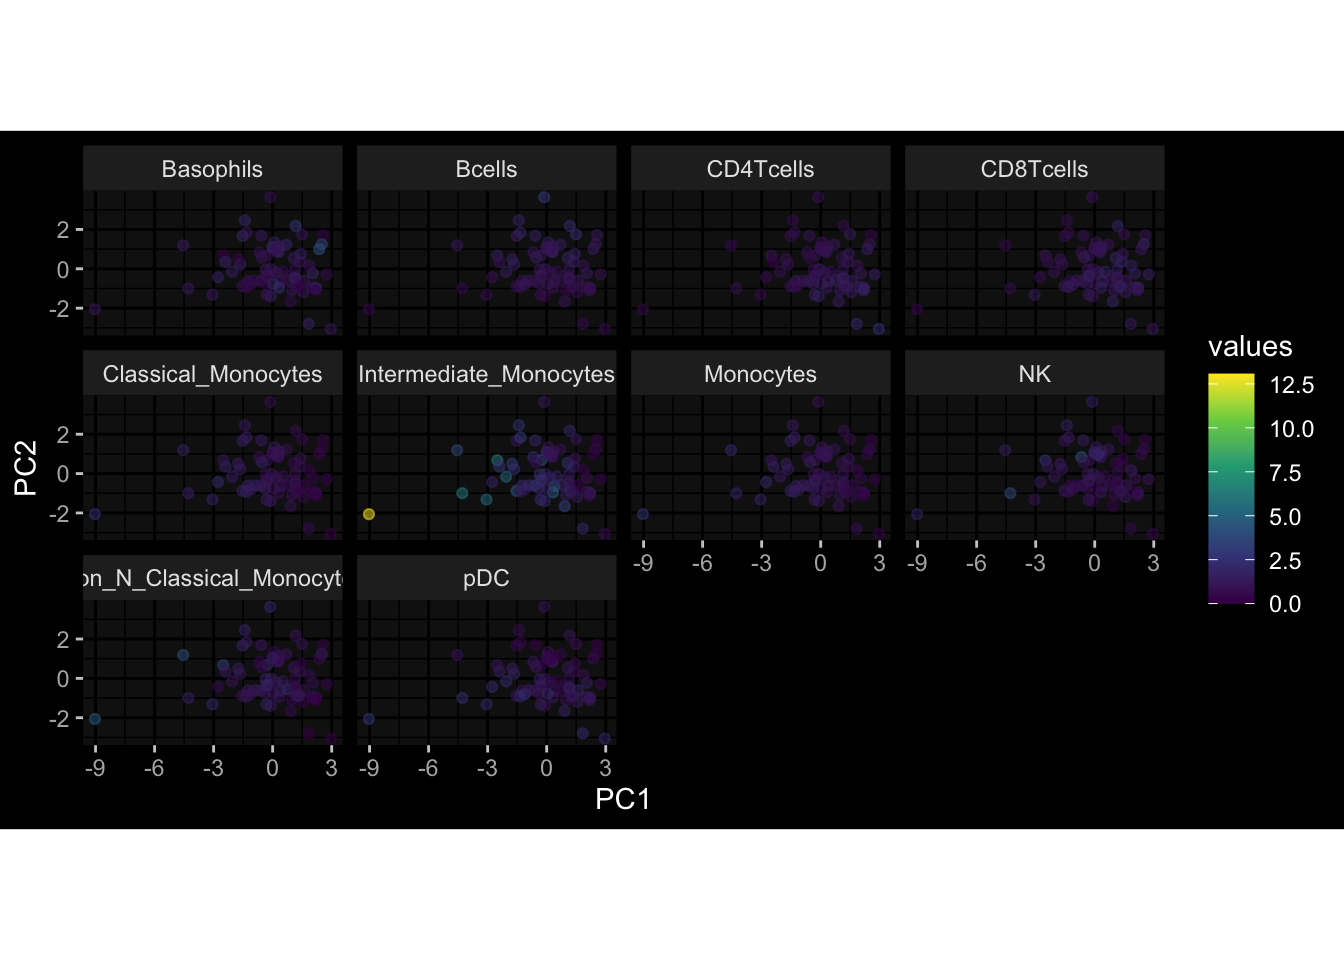 Basophils
Bcells
CD4Tcells
CD8Tcells
2
0
-2
Classical_Monocytes
Intermediate_Monocytes
Monocytes
NK
2
0
-2
-9 -6 -3 0 3
-9 -6 -3 0 3
on_N_Classical_Monocyt
pDC
2
0
-2
-9 -6 -3 0 3
-9 -6 -3 0 3
PC1
PC2
values
12.5
10.0
7.5
5.0
2.5
0.0